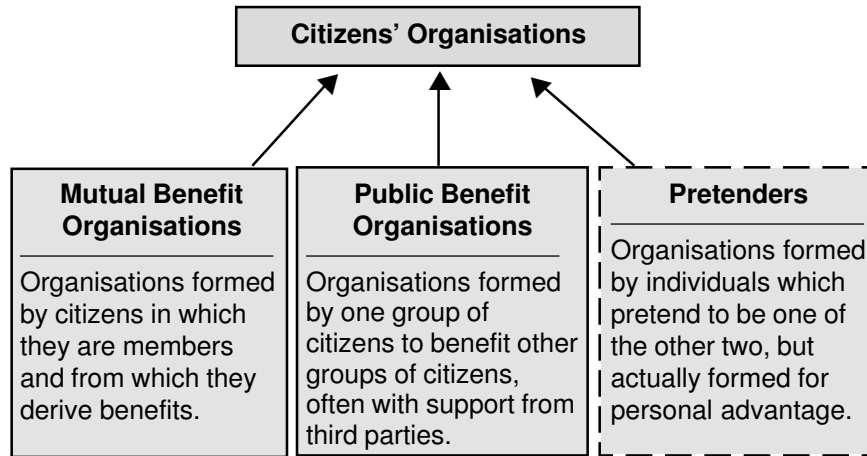 Citizens’ Organisations
Mutual Benefit
Organisations
Organisations formed
by citizens in which
they are members
and from which they
derive benefits.
Public Benefit
Organisations
Organisations formed
by one group of
citizens to benefit other
groups of citizens,
often with support from
third parties.
Pretenders
Organisations formed
by individuals which
pretend to be one of
the other two, but
actually formed for
personal advantage.